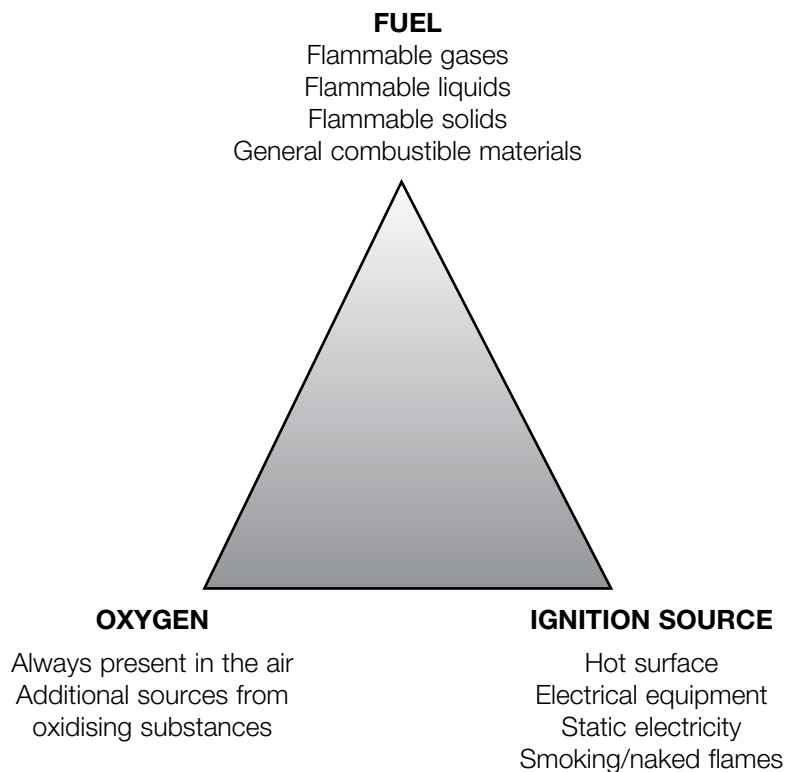 FUEL
Flammable gases
Flammable liquids
Flammable solids
General combustible materials
OXYGEN
Always present in the air
Additional sources from
oxidising substances
IGNITION SOURCE
Hot surface
Electrical equipment
Static electricity
Smoking/naked flames